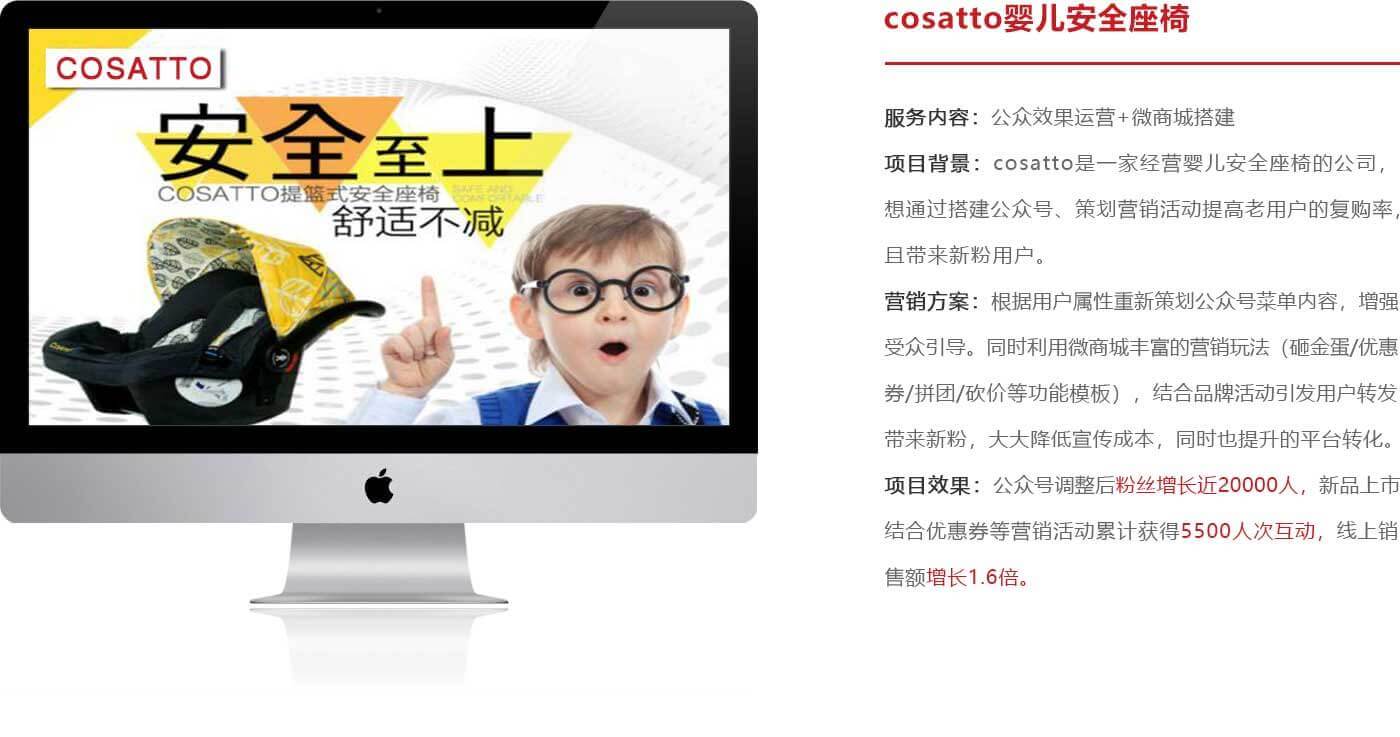 COSATTO
安全至上
COSATTO提篮式安全座椅
SAFE AND
COMFORTABLE
舒适不减
cosatto婴儿安全座椅
服务内容：公众效果运营+微商城搭建
项目背景：cosatto是一家经营婴儿安全座椅的公司，
想通过搭建公众号、策划营销活动提高老用户的复购率，
且带来新粉用户。
营销方案：根据用户属性重新策划公众号菜单内容，增强
受众引导。同时利用微商城丰富的营销玩法（砸金蛋/优惠
券/拼团/砍价等功能模板），结合品牌活动引发用户转发
带来新粉，大大降低宣传成本，同时也提升的平台转化。
项目效果：公众号调整后粉丝增长近20000人，新品上市
结合优惠券等营销活动累计获得5500人次互动，线上销
售额增长1.6倍。